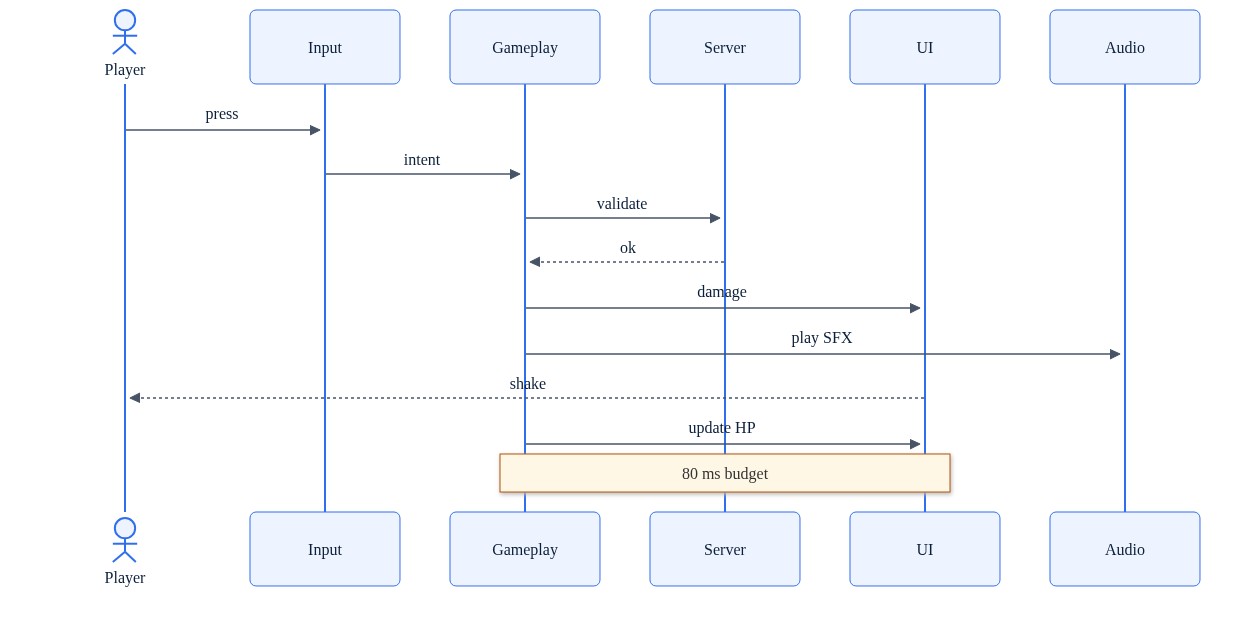 Player
Input
Gameplay
Server
UI
Audio
press
intent
validate
ok
damage
play SFX
shake
update HP
80 ms budget
Player
Input
Gameplay
Server
UI
Audio